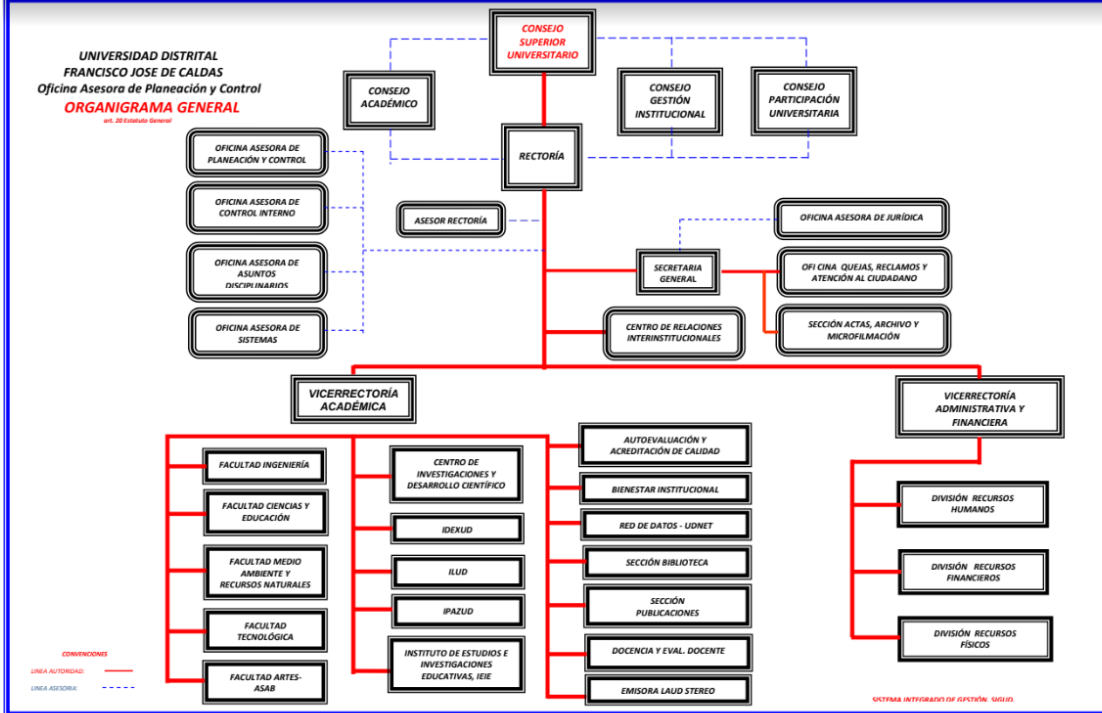 UNIVERSIDAD DISTRITAL
FRANCISCO JOSE DE CALDAS
Oficina Asesora de Planeación y Control
ORGANIGRAMA GENERAL
art. 20 Estatuto General
CONSEJO
SUPERIOR
UNIVERSITARIO
CONSEJO
ACADÉMICO
CONSEJO
GESTIÓN
INSTITUCIONAL
CONSEJO
PARTICIPACIÓN
UNIVERSITARIA
RECTORÍA
OFICINA ASESORA DE
PLANEACIÓN Y CONTROL
OFICINA ASESORA DE
CONTROL INTERNO
OFICINA ASESORA DE
ASUNTOS
DISCIPLINARIOS
OFICINA ASESORA DE
SISTEMAS
ASESOR RECTORÍA
OFICINA ASESORA DE JURÍDICA
SECRETARIA
GENERAL
OFI CINA QUEJAS, RECLAMOS Y
ATENCIÓN AL CIUDADANO
CENTRO DE RELACIONES
INTERINSTITUCIONALES
SECCIÓN ACTAS, ARCHIVO Y
MICROFILMACIÓN
VICERRECTORÍA
ACADÉMICA
VICERRECTORÍA
ADMINISTRATIVA Y
FINANCIERA
FACULTAD INGENIERÍA
FACULTAD CIENCIAS Y
EDUCACIÓN
FACULTAD MEDIO
AMBIENTE Y
RECURSOS NATURALES
FACULTAD
TECNOLÓGICA
FACULTAD ARTES-
ASAB
CENTRO DE
INVESTIGACIONES Y
DESARROLLO CIENTÍFICO
IDEXUD
ILUD
IPAZUD
INSTITUTO DE ESTUDIOS E
INVESTIGACIONES
EDUCATIVAS, IEIE
AUTOEVALUACIÓN Y
ACREDITACIÓN DE CALIDAD
BIENESTAR INSTITUCIONAL
RED DE DATOS - UDNET
SECCIÓN BIBLIOTECA
SECCIÓN
PUBLICACIONES
DOCENCIA Y EVAL. DOCENTE
EMISORA LAUD STEREO
DIVISIÓN RECURSOS
HUMANOS
DIVISIÓN RECURSOS
FINANCIEROS
DIVISIÓN RECURSOS
FÍSICOS
CONVENCIONES
LINEA AUTORIDAD:
LINEA ASESORIA:
SISTEMA INTEGRADO DE GESTIÓN. SIGUD.